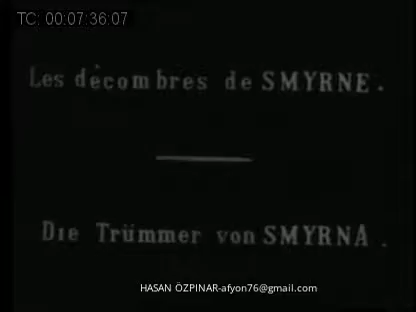 TC: 00:07:36:07
Les décombres de SMYRNE.
Die Trümmer von SMYRNA.
HASAN ÖZPINAR-afyon76@gmail.com